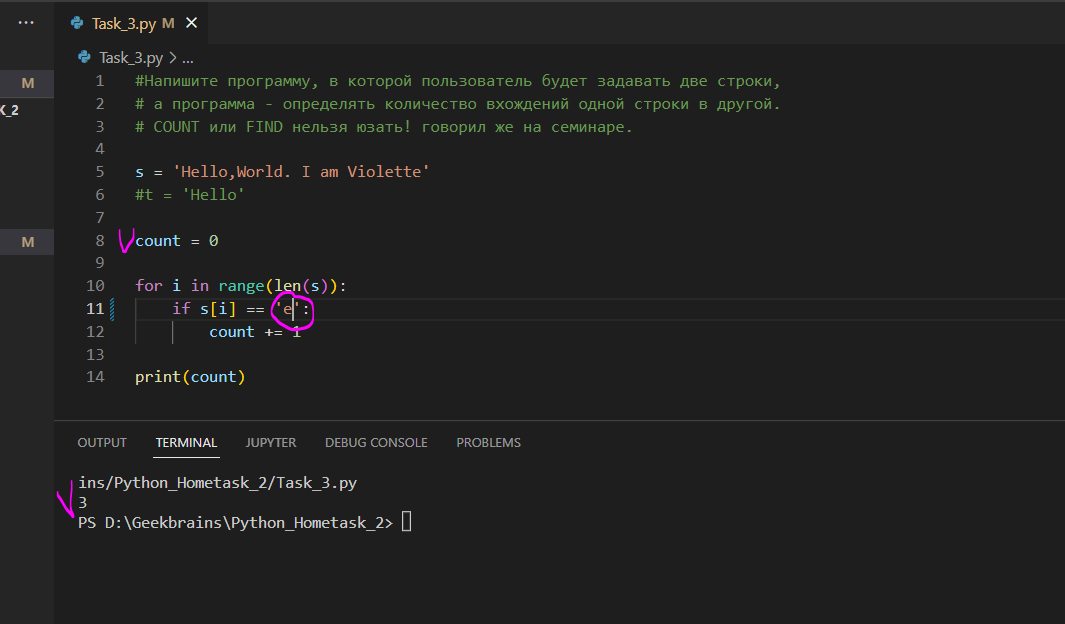 ...
Task_3.py M ×
Task_3.py > ...
M
K_2
M
1 #Напишите программу, в которой пользователь будет задавать две строки,
2 # а программа - определять количество вхождений одной строки в другой.
3 # COUNT или FIND нельзя юзать! говорил же на семинаре.
4
5 s = 'Hello,World. I am Violette'
6 #t = 'Hello'
7
8 count = 0
9
10 for i in range(len(s)):
11 if s[i] == 'e':
12 count += 1
13
14 print(count)
OUTPUT TERMINAL JUPYTER DEBUG CONSOLE PROBLEMS
ins/Python_Hometask_2/Task_3.py
3
PS D:\Geekbrains\Python_Hometask_2>